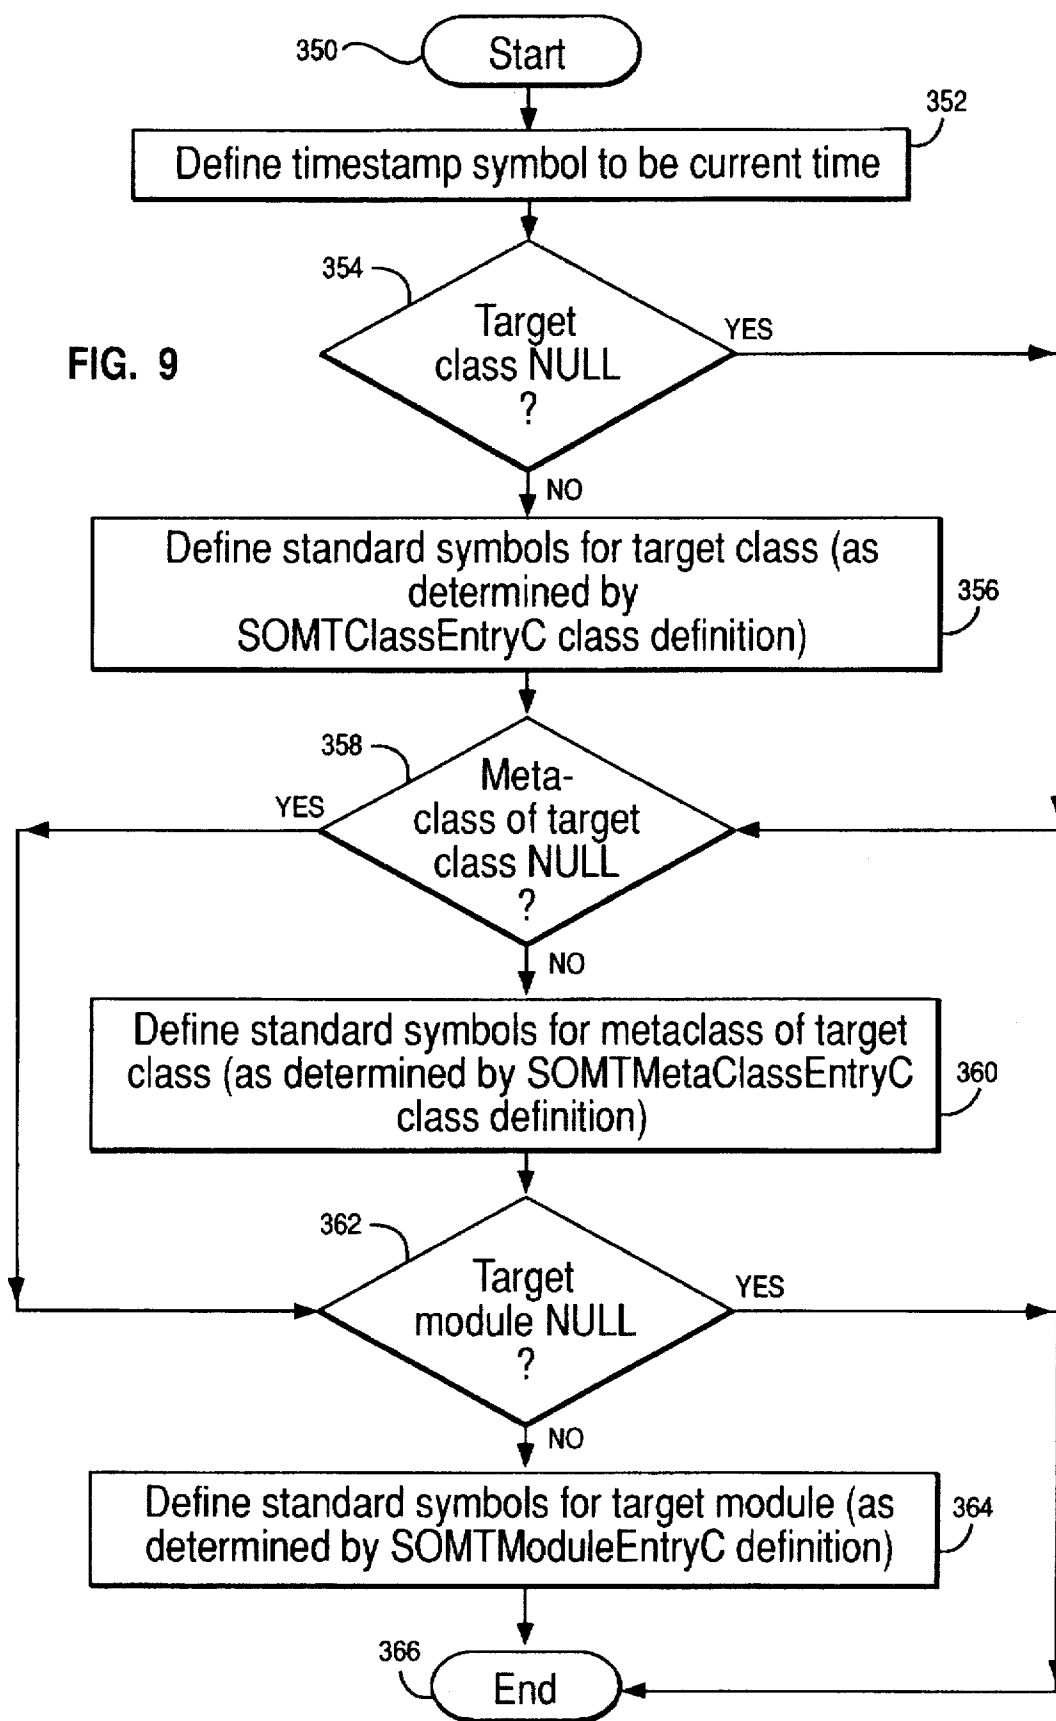 350
Start
352
Define timestamp symbol to be current time
354
Target
class NULL
?
YES
FIG. 9
NO
Define standard symbols for target class (as
determined by
SOMTClassEntryC class definition)
356
358
YES
Meta-
class of target
class NULL
?
NO
Define standard symbols for metaclass of target
class (as determined by SOMTMetaClassEntryC
class definition)
360
362
Target
module NULL
?
YES
NO
Define standard symbols for target module (as
determined by SOMTModuleEntryC definition)
364
366
End